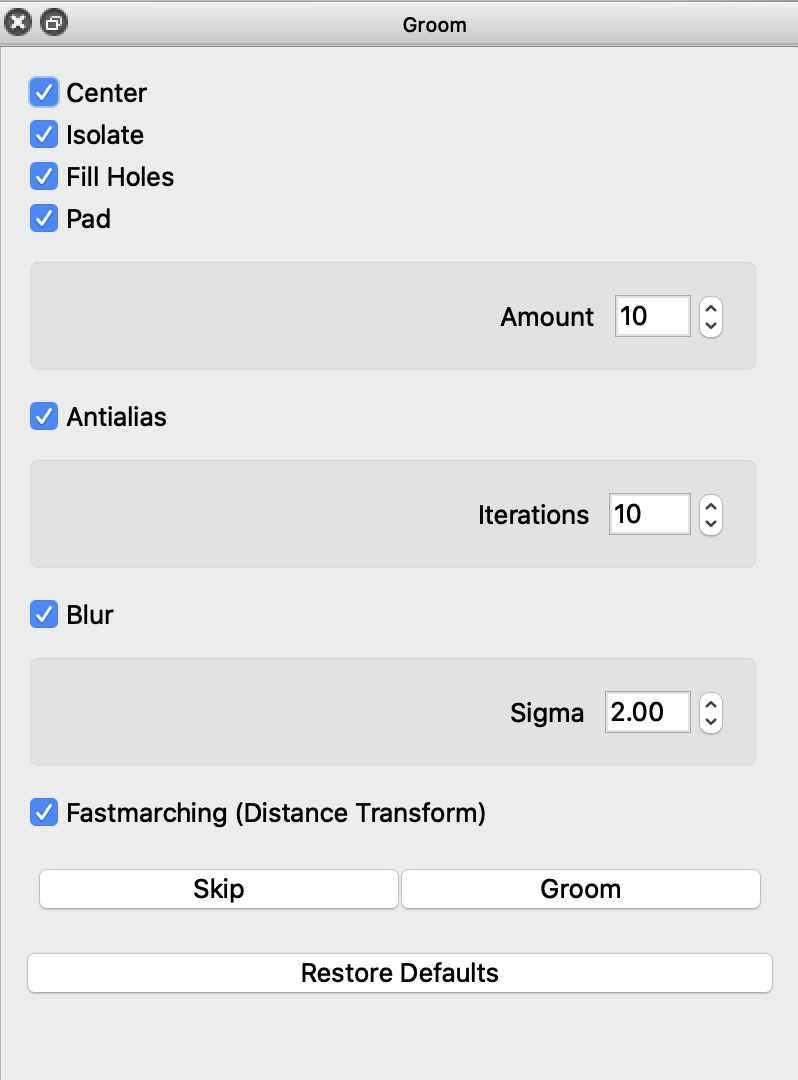 Groom
Center
Isolate
Fill Holes
Pad
Amount 10
Antialias
Iterations 10
Blur
Sigma 2.00
Fastmarching (Distance Transform)
Skip Groom
Restore Defaults